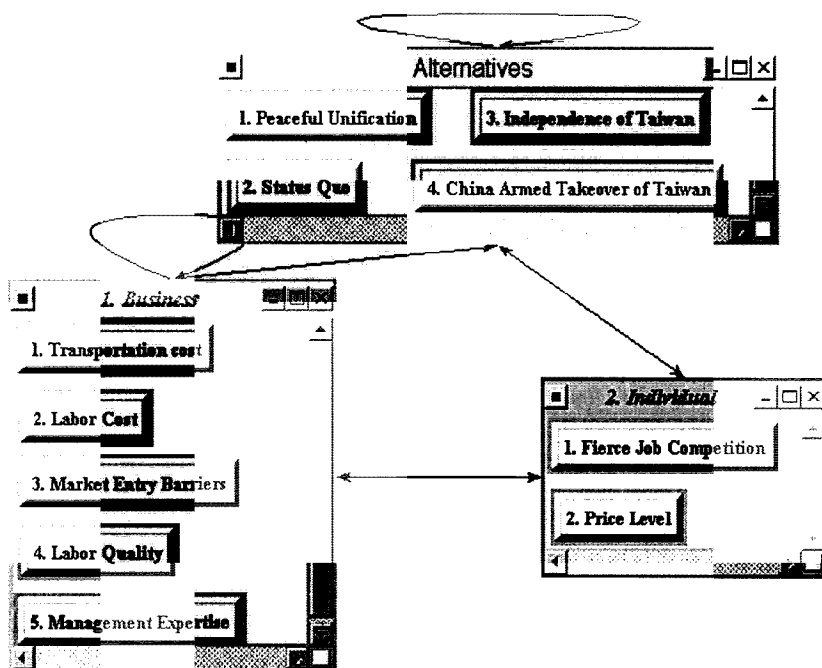 Alternatives
1. Peaceful Unification
3. Independence of Taiwan
2. Status Quo
4. China Armed Takeover of Taiwan
1. Business
1. Transportation cost
2. Labor Cost
3. Market Entry Barriers
4. Labor Quality
5. Management Expertise
2. Individual
1. Fierce Job Competition
2. Price Level